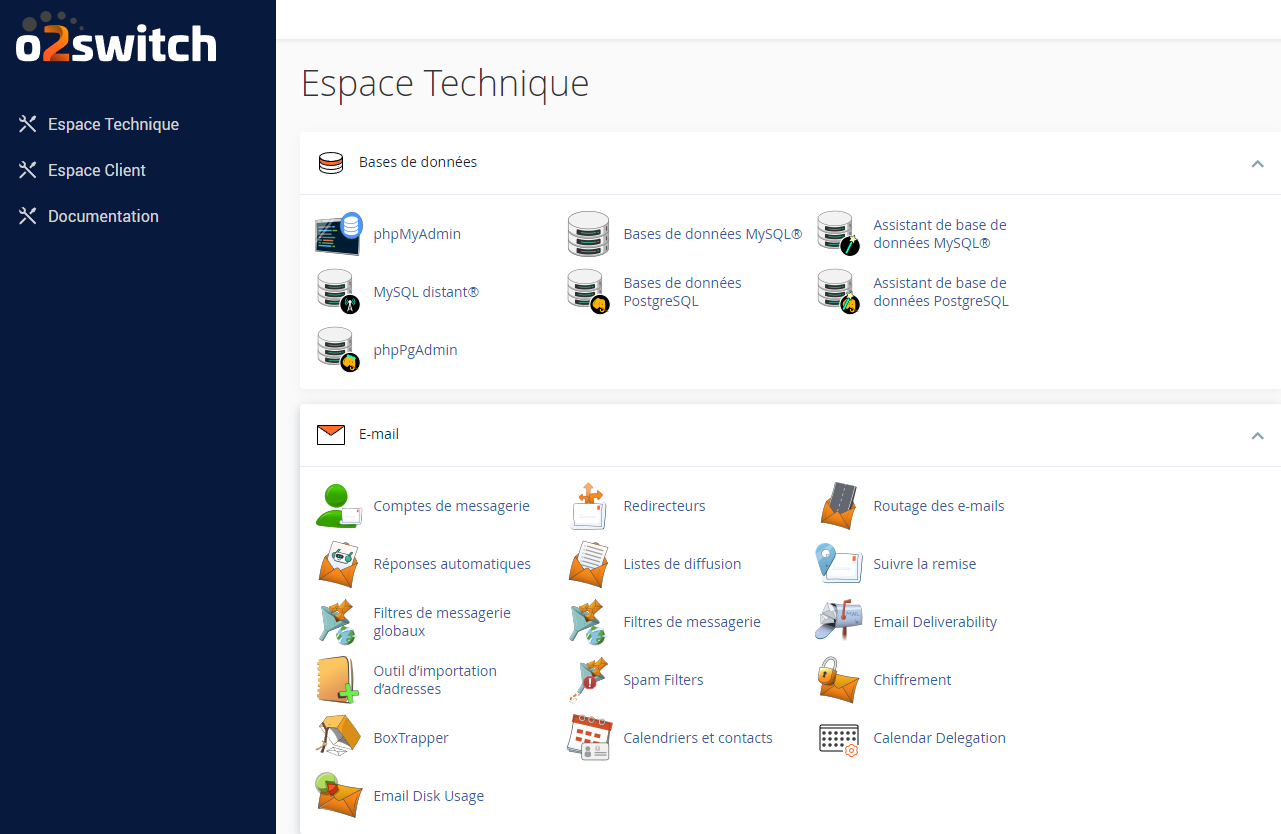 o2switch
Espace Technique
Espace Client
Documentation
Espace Technique
Bases de données
phpMyAdmin
Bases de données MySQL®
Assistant de base de
données MySQL®
MySQL distant®
Bases de données
PostgreSQL
Assistant de base de
données PostgreSQL
phpPgAdmin
E-mail
Comptes de messagerie
Redirecteurs
Routage des e-mails
Réponses automatiques
Listes de diffusion
Suivre la remise
Filtres de messagerie
globaux
Filtres de messagerie
Email Deliverability
Outil d’importation
d’adresses
Spam Filters
Chiffrement
BoxTrapper
Calendriers et contacts
Calendar Delegation
Email Disk Usage